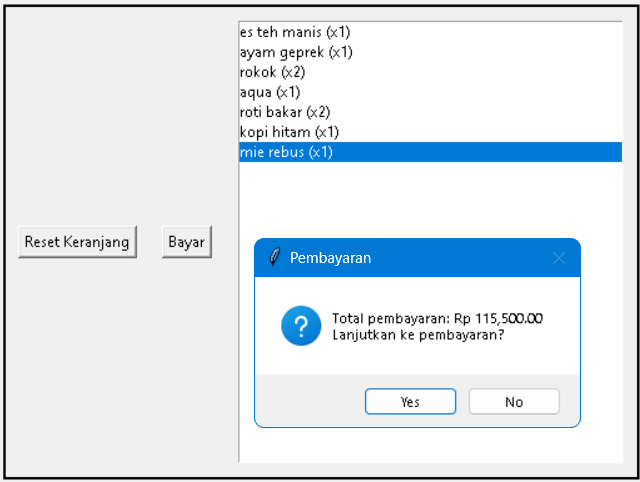 es teh manis (x1)
ayam geprek (x1)
rokok (x2)
aqua (x1)
roti bakar (x2)
kopi hitam (x1)
mie rebus (x1)
Reset Keranjang
Bayar
Pembayaran
Total pembayaran: Rp 115,500.00
Lanjutkan ke pembayaran?
Yes
No